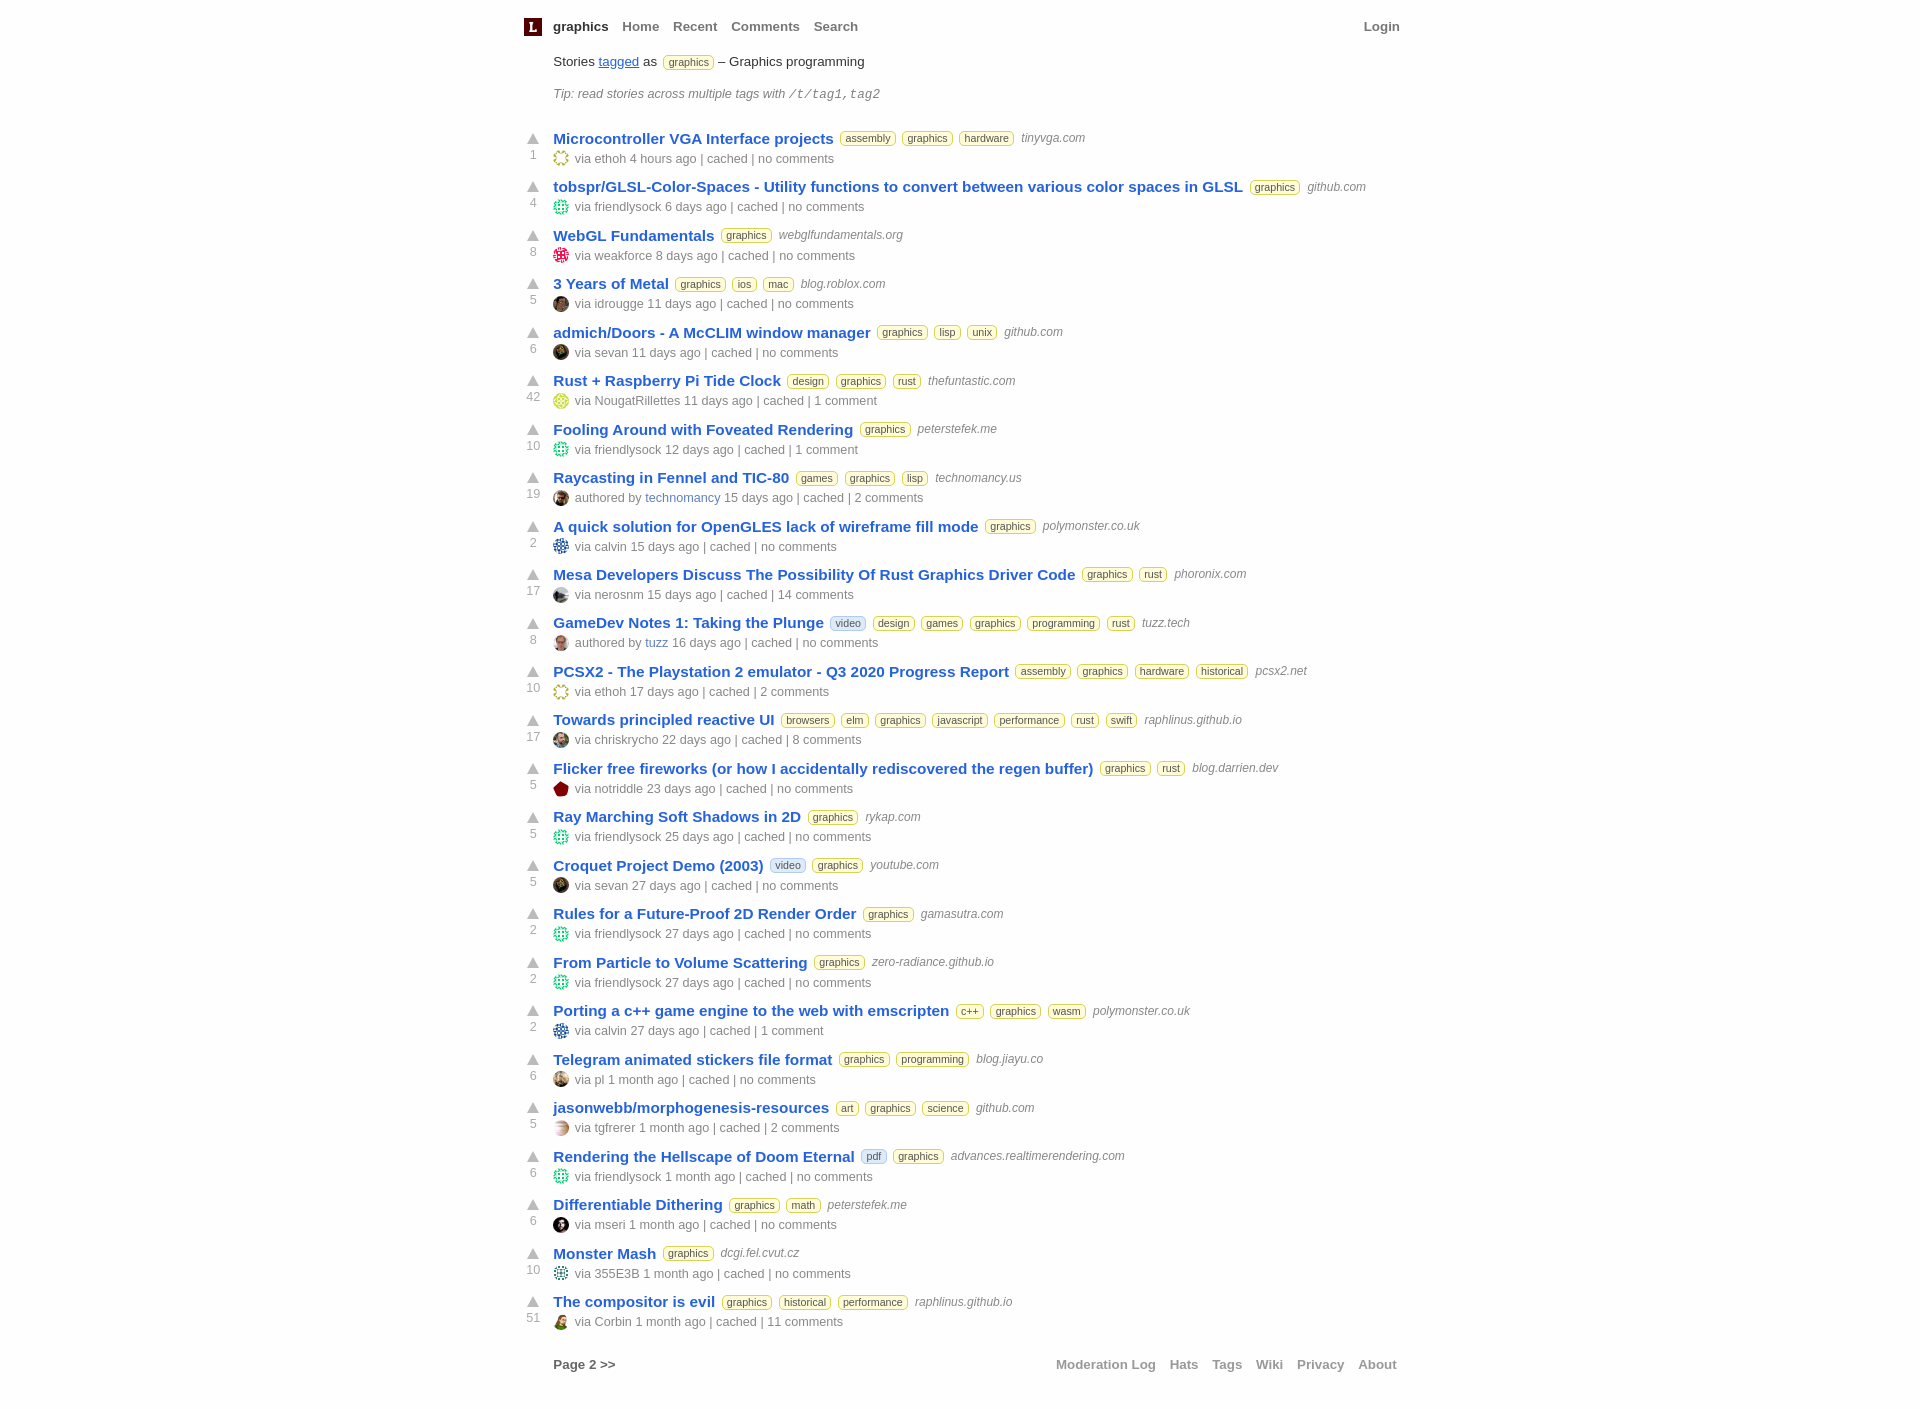 L graphics Home Recent Comments Search Login
Stories tagged as graphics – Graphics programming
Tip: read stories across multiple tags with /t/tag1,tag2
Microcontroller VGA Interface projects assembly graphics hardware tinyvga.com
1 via ethoh 4 hours ago | cached | no comments
tobspr/GLSL-Color-Spaces - Utility functions to convert between various color spaces in GLSL graphics github.com
4 via friendlysock 6 days ago | cached | no comments
WebGL Fundamentals graphics webglfundamentals.org
8 via weakforce 8 days ago | cached | no comments
3 Years of Metal graphics ios mac blog.roblox.com
5 via idrougge 11 days ago | cached | no comments
admich/Doors - A McCLIM window manager graphics lisp unix github.com
6 via sevan 11 days ago | cached | no comments
Rust + Raspberry Pi Tide Clock design graphics rust thefuntastic.com
42 via NougatRillettes 11 days ago | cached | 1 comment
Fooling Around with Foveated Rendering graphics peterstefek.me
10 via friendlysock 12 days ago | cached | 1 comment
Raycasting in Fennel and TIC-80 games graphics lisp technomancy.us
19 authored by technomancy 15 days ago | cached | 2 comments
A quick solution for OpenGLES lack of wireframe fill mode graphics polymonster.co.uk
2 via calvin 15 days ago | cached | no comments
Mesa Developers Discuss The Possibility Of Rust Graphics Driver Code graphics rust phoronix.com
17 via nerosnm 15 days ago | cached | 14 comments
GameDev Notes 1: Taking the Plunge video design games graphics programming rust tuzz.tech
8 authored by tuzz 16 days ago | cached | no comments
PCSX2 - The Playstation 2 emulator - Q3 2020 Progress Report assembly graphics hardware historical pcsx2.net
10 via ethoh 17 days ago | cached | 2 comments
Towards principled reactive UI browsers elm graphics javascript performance rust swift raphlinus.github.io
17 via chriskrycho 22 days ago | cached | 8 comments
Flicker free fireworks (or how I accidentally rediscovered the regen buffer) graphics rust blog.darrien.dev
5 via notriddle 23 days ago | cached | no comments
Ray Marching Soft Shadows in 2D graphics rykap.com
5 via friendlysock 25 days ago | cached | no comments
Croquet Project Demo (2003) video graphics youtube.com
5 via sevan 27 days ago | cached | no comments
Rules for a Future-Proof 2D Render Order graphics gamasutra.com
2 via friendlysock 27 days ago | cached | no comments
From Particle to Volume Scattering graphics zero-radiance.github.io
2 via friendlysock 27 days ago | cached | no comments
Porting a c++ game engine to the web with emscripten c++ graphics wasm polymonster.co.uk
2 via calvin 27 days ago | cached | 1 comment
Telegram animated stickers file format graphics programming blog.jiayu.co
6 via pl 1 month ago | cached | no comments
jasonwebb/morphogenesis-resources art graphics science github.com
5 via tgfrerer 1 month ago | cached | 2 comments
Rendering the Hellscape of Doom Eternal pdf graphics advances.realtimerendering.com
6 via friendlysock 1 month ago | cached | no comments
Differentiable Dithering graphics math peterstefek.me
6 via mseri 1 month ago | cached | no comments
Monster Mash graphics dcgi.fel.cvut.cz
10 via 355E3B 1 month ago | cached | no comments
The compositor is evil graphics historical performance raphlinus.github.io
51 via Corbin 1 month ago | cached | 11 comments
Page 2 >> Moderation Log Hats Tags Wiki Privacy About